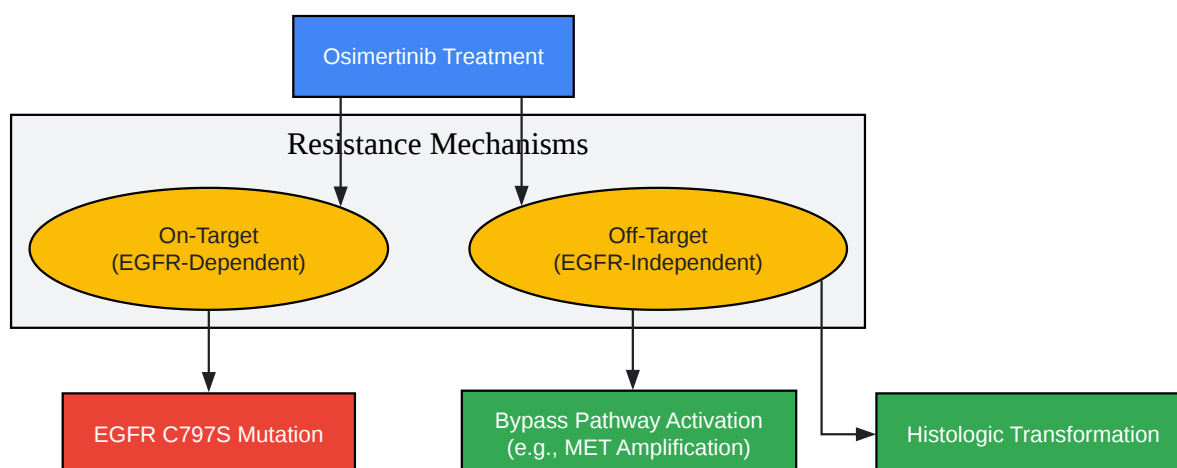 Osimertinib Treatment
Resistance Mechanisms
On-Target
(EGFR-Dependent)
Off-Target
(EGFR-Independent)
EGFR C797S Mutation
Bypass Pathway Activation
(e.g., MET Amplification)
Histologic Transformation